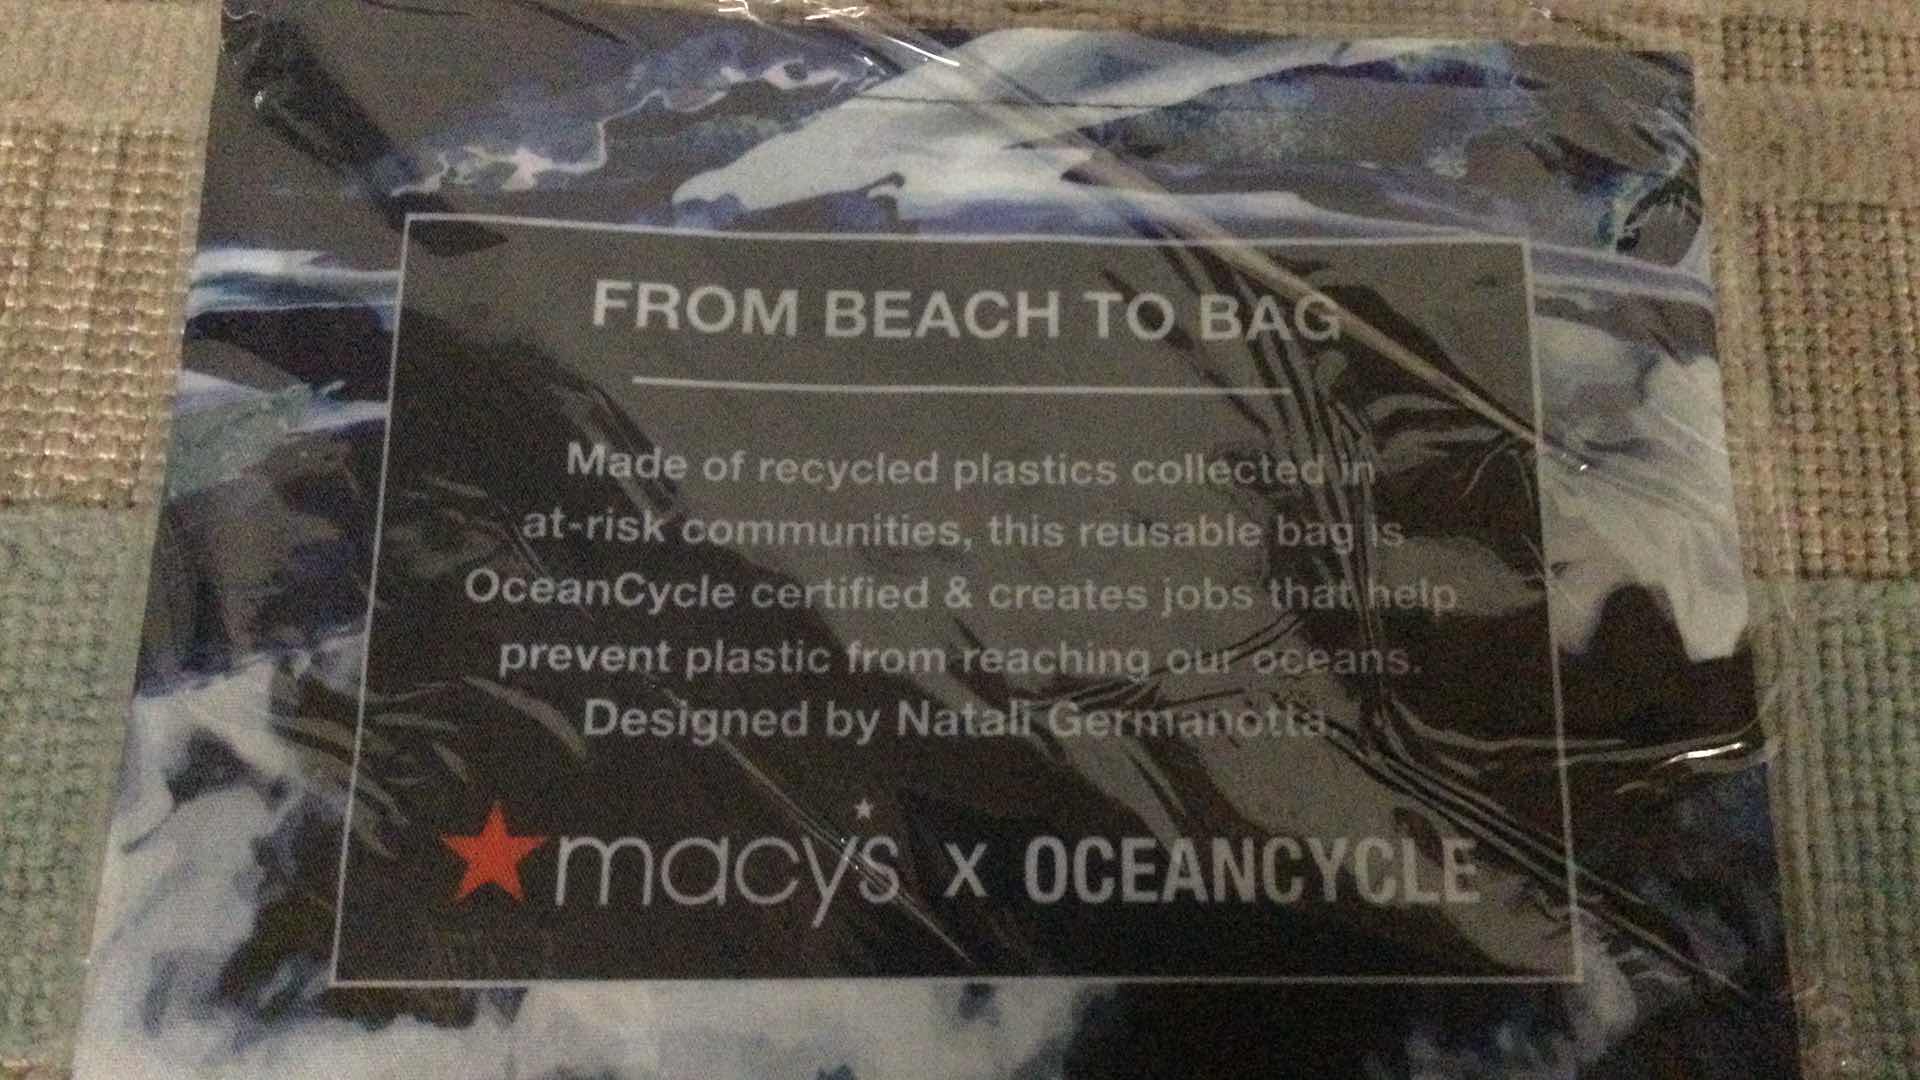 FROM BEACH TO BAG
Made of recycled plastics collected in
at-risk communities, this reusable bag is
OceanCycle certified & creates jobs that help
prevent plastic from reaching our oceans.
Designed by Natali Germanotta.
macy's x OCEANCYCLE